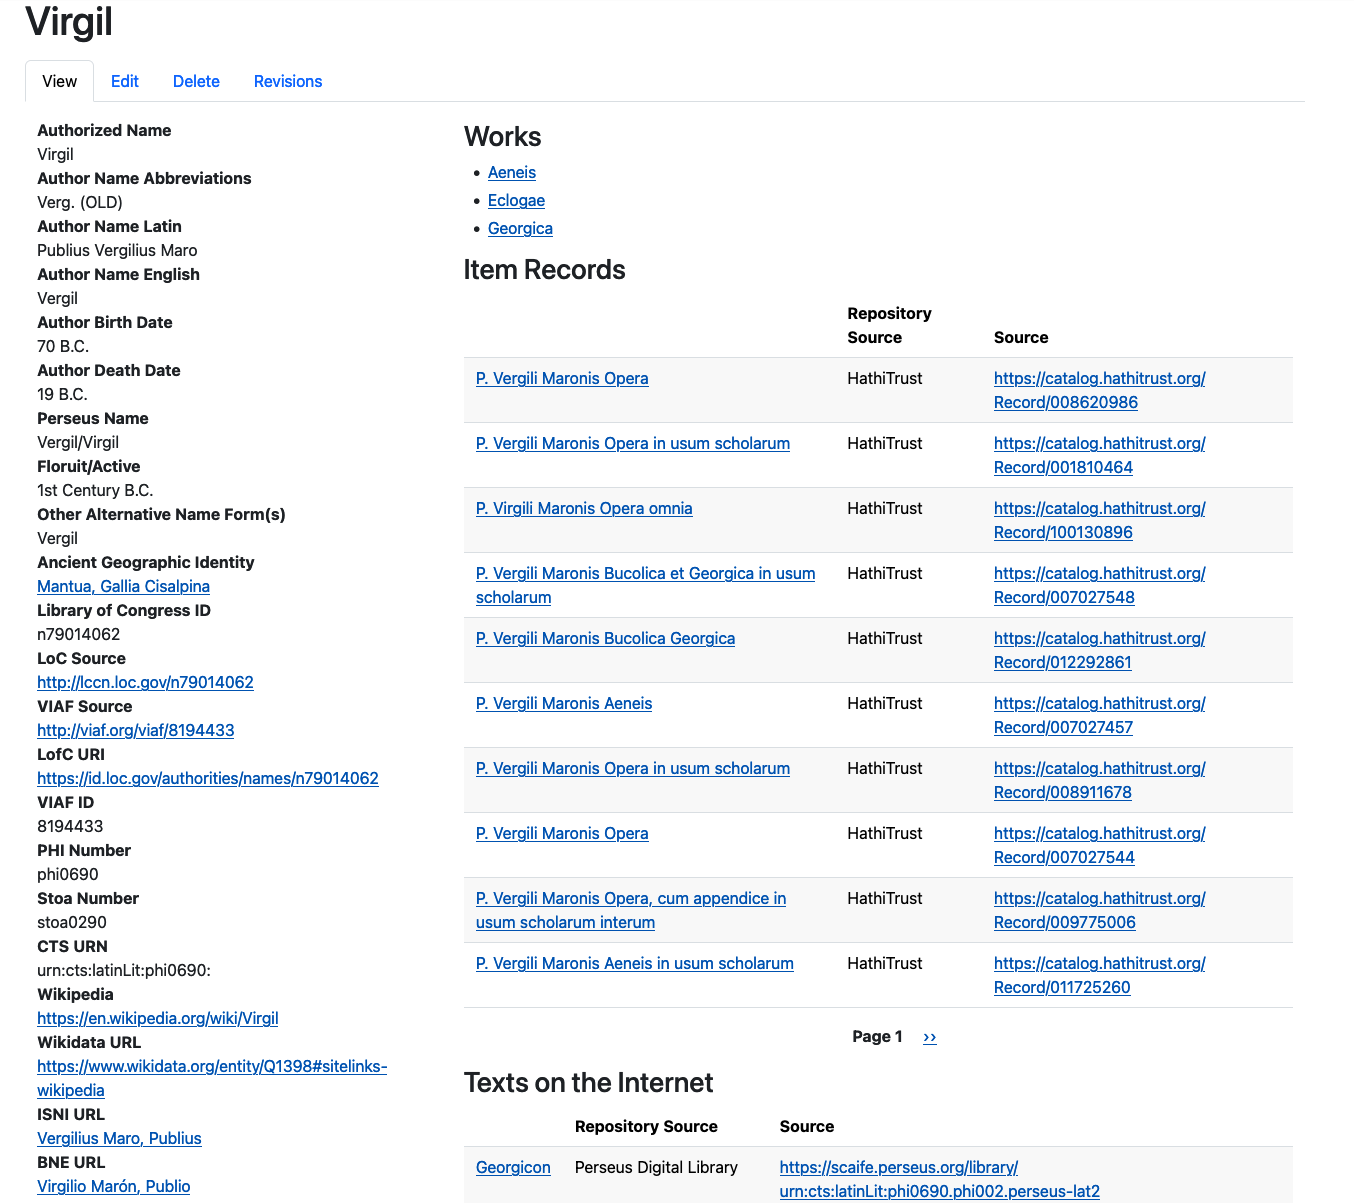 Virgil
View Edit Delete Revisions
Authorized Name
Virgil
Author Name Abbreviations
Verg. (OLD)
Author Name Latin
Publius Vergilius Maro
Author Name English
Vergil
Author Birth Date
70 B.C.
Author Death Date
19 B.C.
Perseus Name
Vergil/Virgil
Floruit/Active
1st Century B.C.
Other Alternative Name Form(s)
Vergil
Ancient Geographic Identity
Mantua, Gallia Cisalpina
Library of Congress ID
n79014062
LoC Source
http://lccn.loc.gov/n79014062
VIAF Source
http://viaf.org/viaf/8194433
LofC URI
https://id.loc.gov/authorities/names/n79014062
VIAF ID
8194433
PHI Number
phi0690
Stoa Number
stoa0290
CTS URN
urn:cts:latinLit:phi0690:
Wikipedia
https://en.wikipedia.org/wiki/Virgil
Wikidata URL
https://www.wikidata.org/entity/Q1398#sitelinks-
wikipedia
ISNI URL
Vergilius Maro, Publius
BNE URL
Virgilio Marón, Publio
Works
• Aeneis
• Eclogae
• Georgica
Item Records
Repository
Source Source
P. Vergili Maronis Opera HathiTrust https://catalog.hathitrust.org/
Record/008620986
P. Vergili Maronis Opera in usum scholarum HathiTrust https://catalog.hathitrust.org/
Record/001810464
P. Virgili Maronis Opera omnia HathiTrust https://catalog.hathitrust.org/
Record/100130896
P. Vergili Maronis Bucolica et Georgica in usum HathiTrust https://catalog.hathitrust.org/
scholarum Record/007027548
P. Vergili Maronis Bucolica Georgica HathiTrust https://catalog.hathitrust.org/
Record/012292861
P. Vergili Maronis Aeneis HathiTrust https://catalog.hathitrust.org/
Record/007027457
P. Vergili Maronis Opera in usum scholarum HathiTrust https://catalog.hathitrust.org/
Record/008911678
P. Vergili Maronis Opera HathiTrust https://catalog.hathitrust.org/
Record/007027544
P. Vergili Maronis Opera, cum appendice in HathiTrust https://catalog.hathitrust.org/
usum scholarum interum Record/009775006
P. Vergili Maronis Aeneis in usum scholarum HathiTrust https://catalog.hathitrust.org/
Record/011725260
Page 1 ››
Texts on the Internet
Repository Source Source
Georgicon Perseus Digital Library https://scaife.perseus.org/library/
urn:cts:latinLit:phi0690.phi002.perseus-lat2